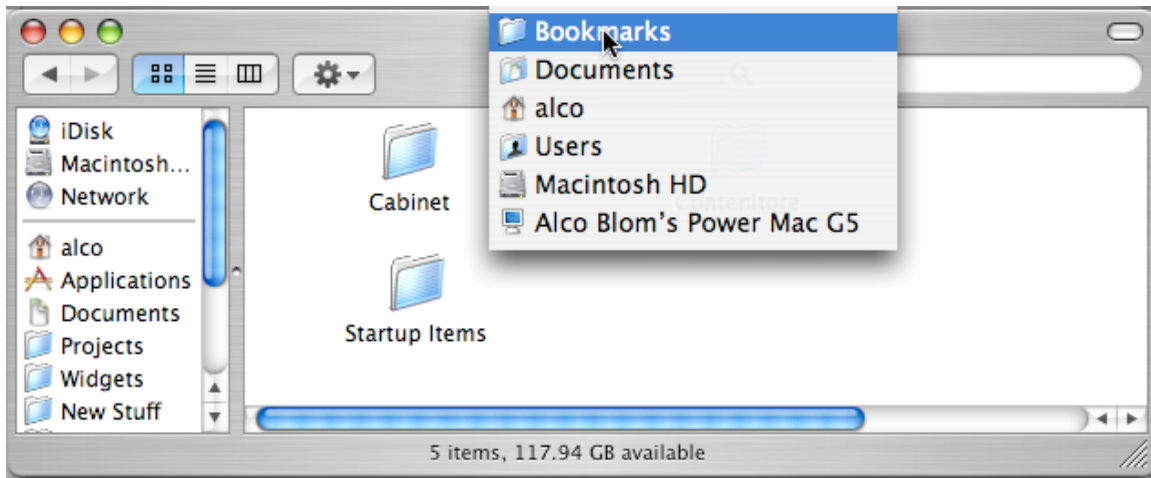 Bookmarks
Documents
alco
Users
Macintosh HD
Alco Blom's Power Mac G5
iDisk
Macintosh...
Network
alco
Applications
Documents
Projects
Widgets
New Stuff
Cabinet
Contenitore
Startup Items
5 items, 117.94 GB available